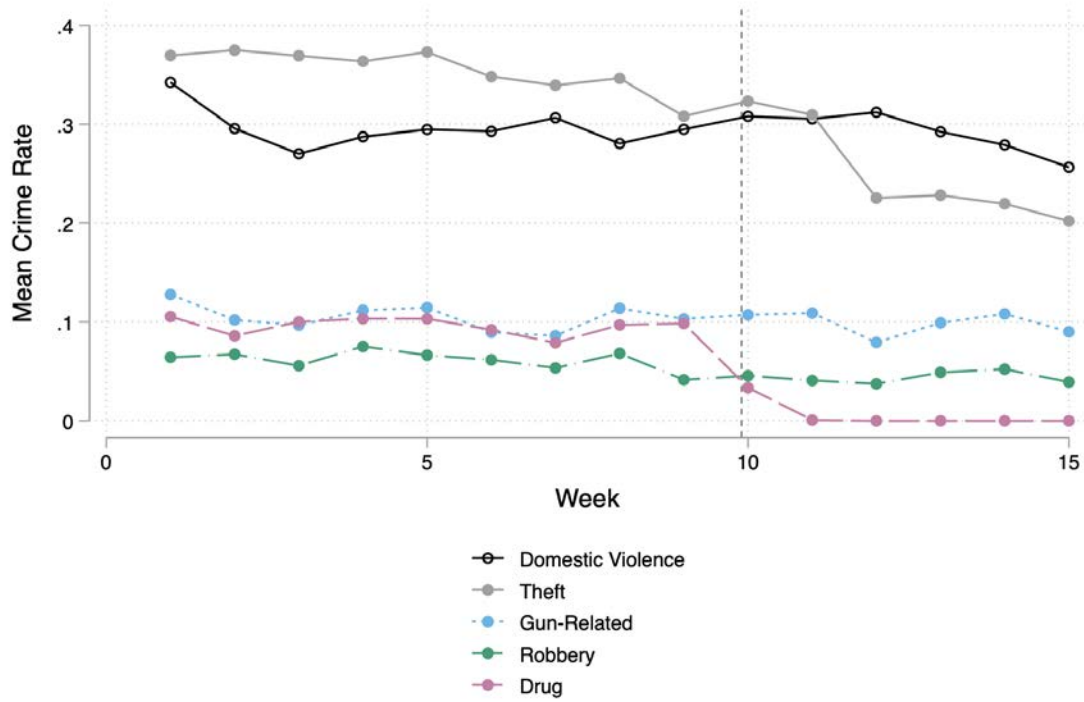 .4
.3
.2
.1
0
Mean Crime Rate
0 5 10 15
Week
Domestic Violence
Theft
Gun-Related
Robbery
Drug